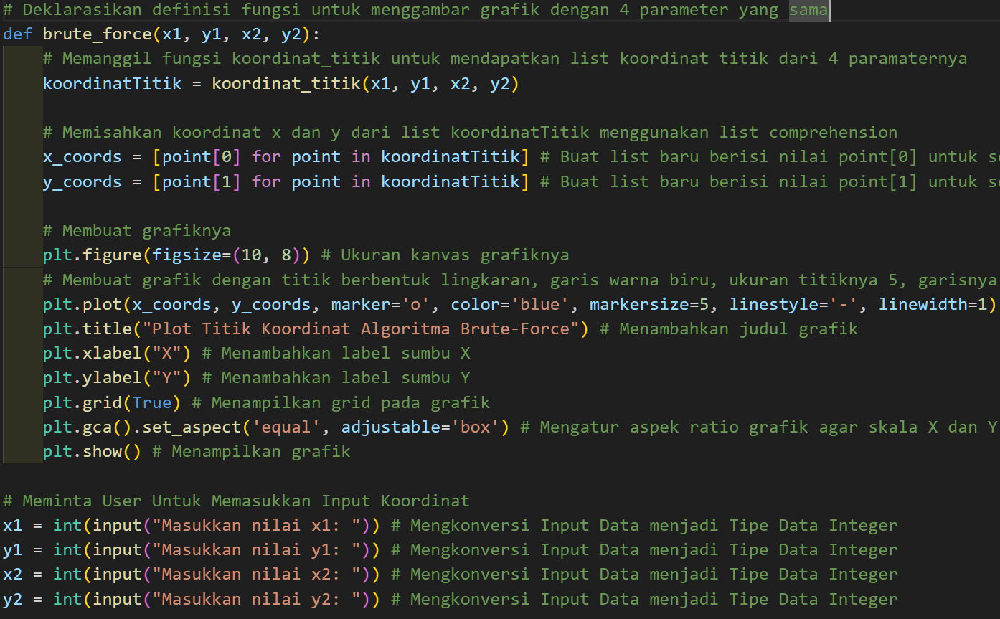 # Deklarasikan definisi fungsi untuk menggambar grafik dengan 4 parameter yang sama
def brute_force(x1, y1, x2, y2):
    # Memanggil fungsi koordinat_titik untuk mendapatkan list koordinat titik dari 4 paramaternya
    koordinatTitik = koordinat_titik(x1, y1, x2, y2)

    # Memisahkan koordinat x dan y dari list koordinatTitik menggunakan list comprehension
    x_coords = [point[0] for point in koordinatTitik] # Buat list baru berisi nilai point[0] untuk
    y_coords = [point[1] for point in koordinatTitik] # Buat list baru berisi nilai point[1] untuk

    # Membuat grafiknya
    plt.figure(figsize=(10, 8)) # Ukuran kanvas grafiknya
    # Membuat grafik dengan titik berbentuk lingkaran, garis warna biru, ukuran titiknya 5, garisnya
    plt.plot(x_coords, y_coords, marker='o', color='blue', markersize=5, linestyle='-', linewidth=1)
    plt.title("Plot Titik Koordinat Algoritma Brute-Force") # Menambahkan judul grafik
    plt.xlabel("X") # Menambahkan label sumbu X
    plt.ylabel("Y") # Menambahkan label sumbu Y
    plt.grid(True) # Menampilkan grid pada grafik
    plt.gca().set_aspect('equal', adjustable='box') # Mengatur aspek ratio grafik agar skala X dan Y
    plt.show() # Menampilkan grafik

# Meminta User Untuk Memasukkan Input Koordinat
x1 = int(input("Masukkan nilai x1: ")) # Mengkonversi Input Data menjadi Tipe Data Integer
y1 = int(input("Masukkan nilai y1: ")) # Mengkonversi Input Data menjadi Tipe Data Integer
x2 = int(input("Masukkan nilai x2: ")) # Mengkonversi Input Data menjadi Tipe Data Integer
y2 = int(input("Masukkan nilai y2: ")) # Mengkonversi Input Data menjadi Tipe Data Integer